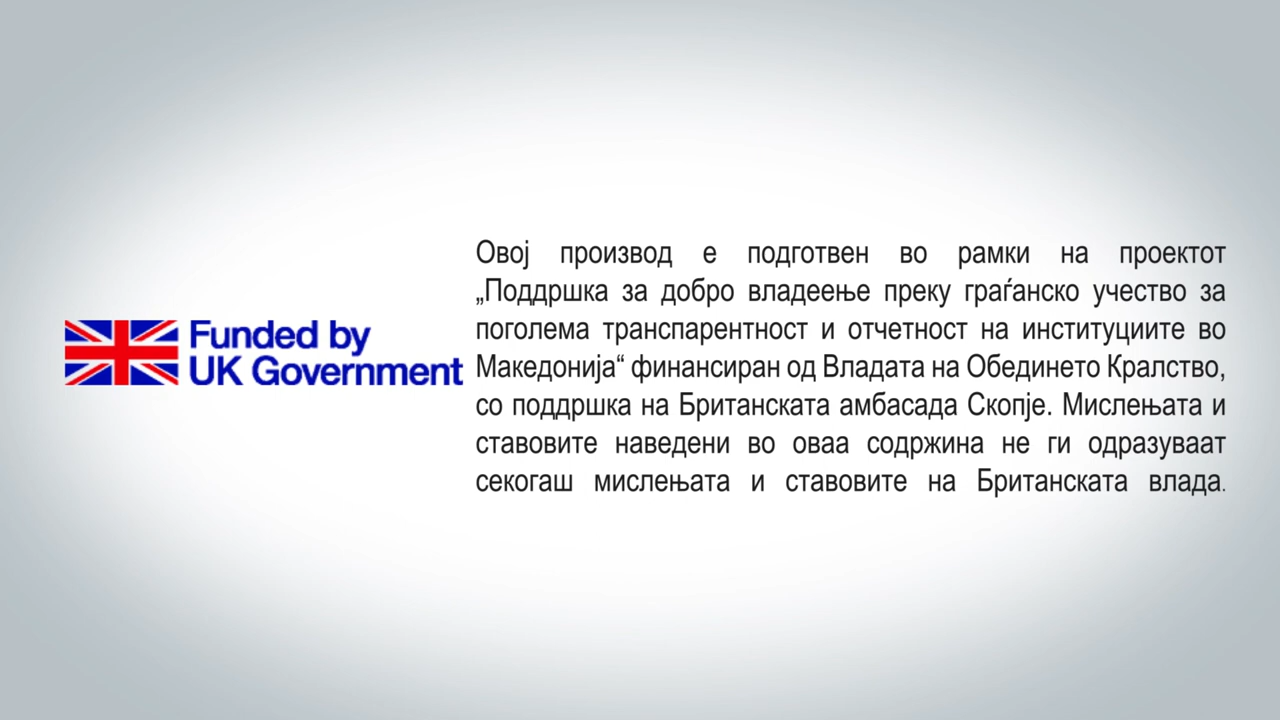 Funded by
UK Government
Овој производ е подготвен во рамки на проектот
„Поддршка за добро владеење преку граѓанско учество за
поголема транспарентност и отчетност на институциите во
Македонија“ финансиран од Владата на Обединето Кралство,
со поддршка на Британската амбасада Скопје. Мислењата и
ставовите наведени во оваа содржина не ги одразуваат
секогаш мислењата и ставовите на Британската влада.